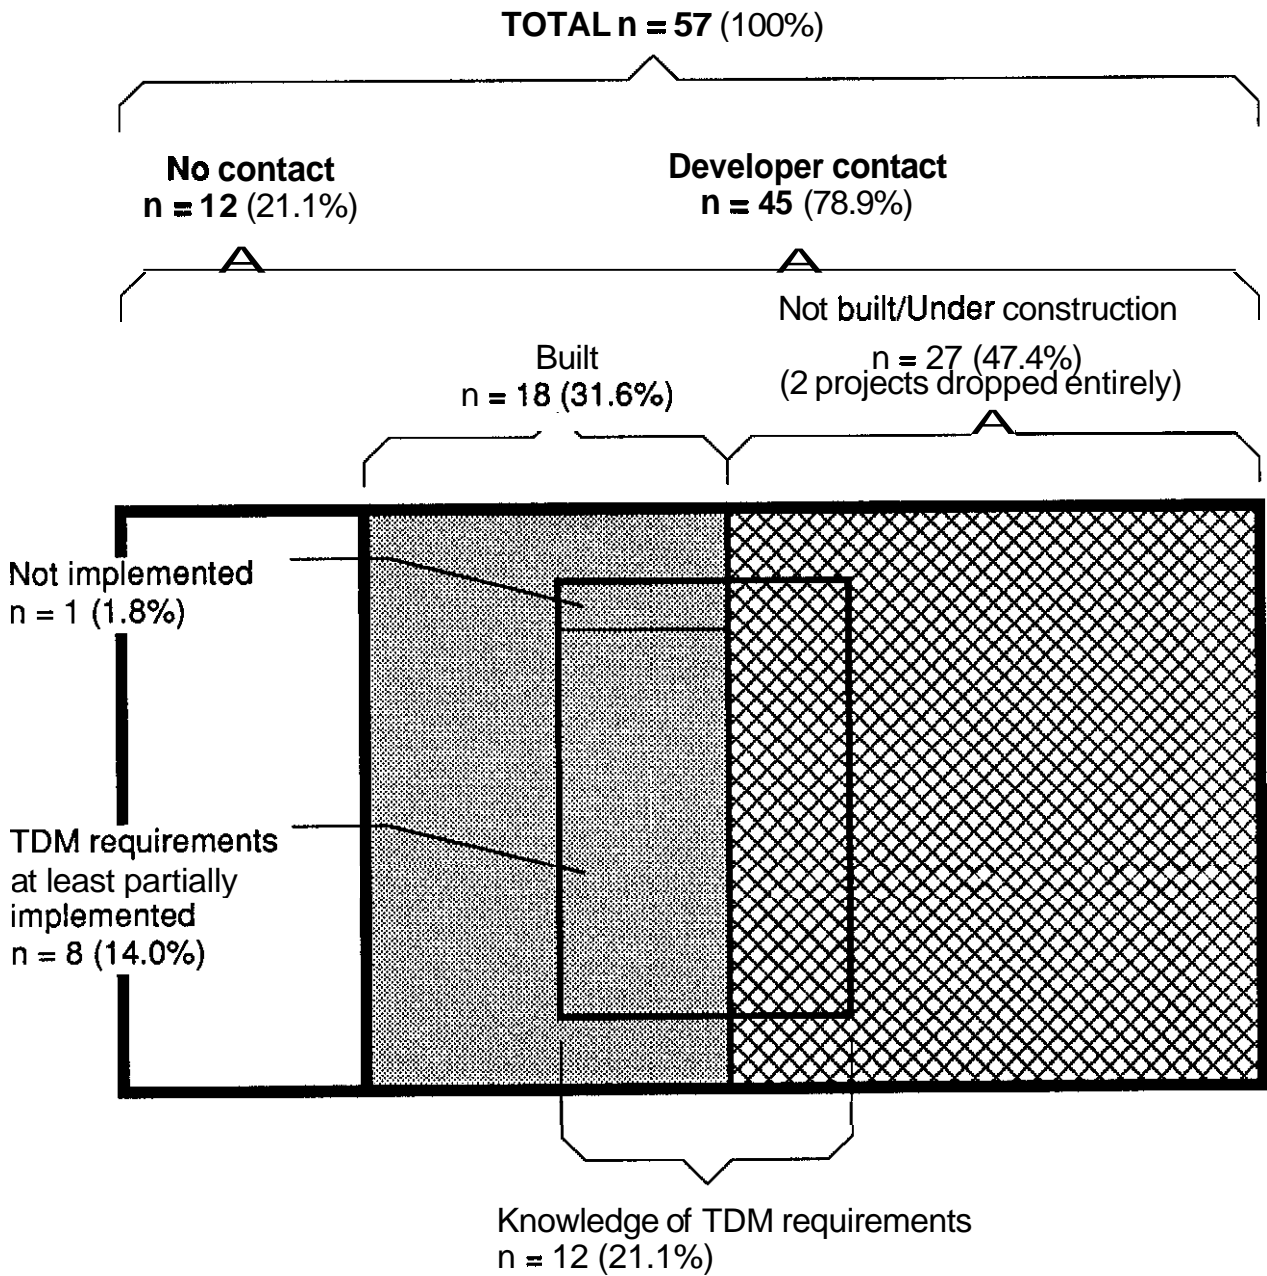 TOTAL n = 57 (100%)
No contact
n = 12 (21.1%)
Developer contact
n = 45 (78.9%)
Not built/Under construction
n = 27 (47.4%)
(2 projects dropped entirely)
Built
n = 18 (31.6%)
Not implemented
n = 1 (1.8%)
TDM requirements
at least partially
implemented
n = 8 (14.0%)
Knowledge of TDM requirements
n = 12 (21.1%)